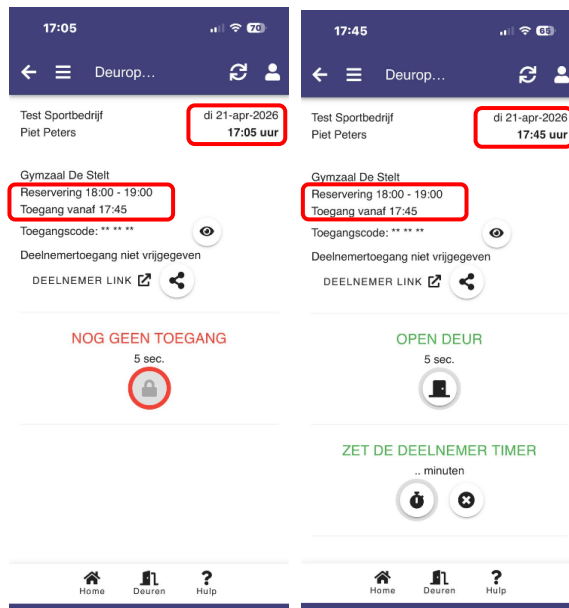 17:05
70
Deurop...
Test Sportbedrijf
di 21-apr-2026
Piet Peters
17:05 uur
Gymzaal De Stelt
Reservering 18:00 - 19:00
Toegang vanaf 17:45
Toegangscode: ** ** **
Deelnemertoegang niet vrijgegeven
DEELNEMER LINK
NOG GEEN TOEGANG
5 sec.
Home
Deuren
?
Hulp
17:45
69
Deurop...
Test Sportbedrijf
di 21-apr-2026
Piet Peters
17:45 uur
Gymzaal De Stelt
Reservering 18:00 - 19:00
Toegang vanaf 17:45
Toegangscode: ** ** **
Deelnemertoegang niet vrijgegeven
DEELNEMER LINK
OPEN DEUR
5 sec.
ZET DE DEELNEMER TIMER
.. minuten
Home
Deuren
?
Hulp